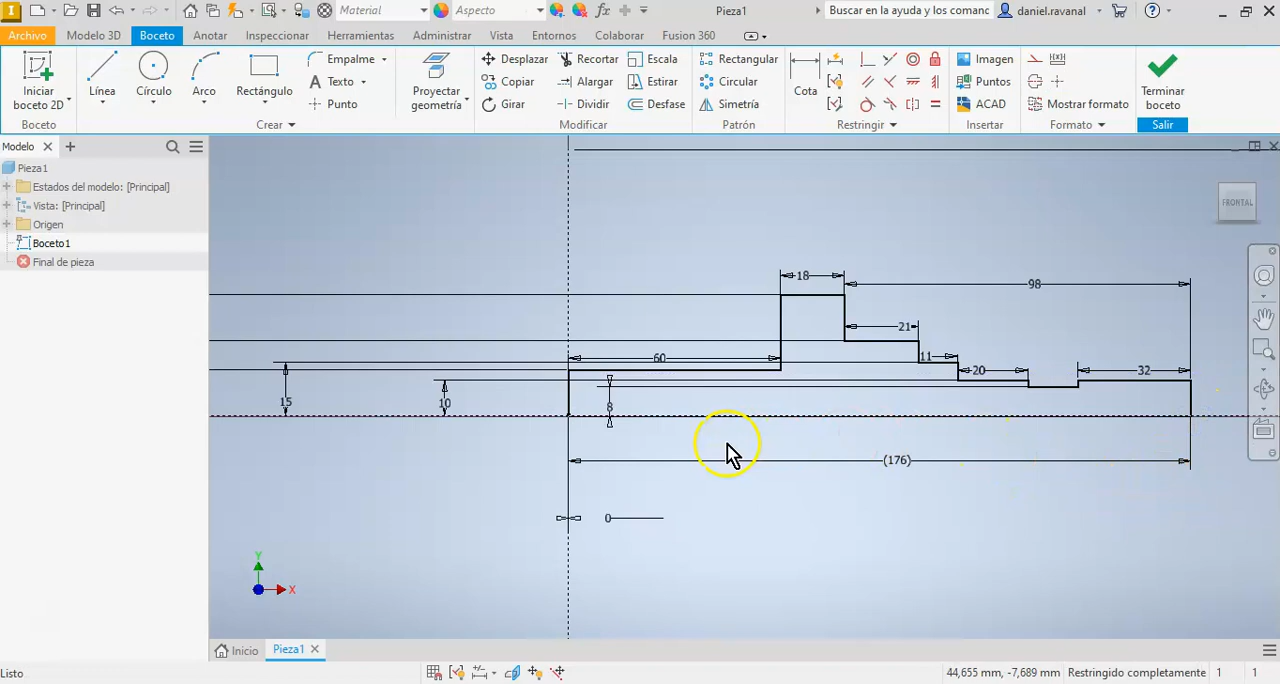 Material
Aspecto
Pieza1
Buscar en la ayuda y los comanc
daniel.ravanal
Archivo
Modelo 3D
Boceto
Anotar
Inspeccionar
Herramientas
Administrar
Vista
Entornos
Colaborar
Fusion 360
Iniciar
boceto 2D
Línea
Círculo
Arco
Rectángulo
Empalme
Texto
Punto
Proyectar
geometría
Desplazar
Copiar
Girar
Recortar
Alargar
Dividir
Escala
Estirar
Desfase
Rectangular
Circular
Simetría
Cota
Imagen
Puntos
ACAD
Mostrar formato
Terminar
boceto
Boceto
Crear
Modificar
Patrón
Restringir
Insertar
Formato
Salir
Modelo
Pieza1
Estados del modelo: [Principal]
Vista: [Principal]
Origen
Boceto1
Final de pieza
FRONTAL
18
98
21
60
11
20
32
15
10
8
(176)
0
Y
X
Inicio
Pieza1
Listo
44,655 mm, -7,689 mm
Restringido completamente
1
1